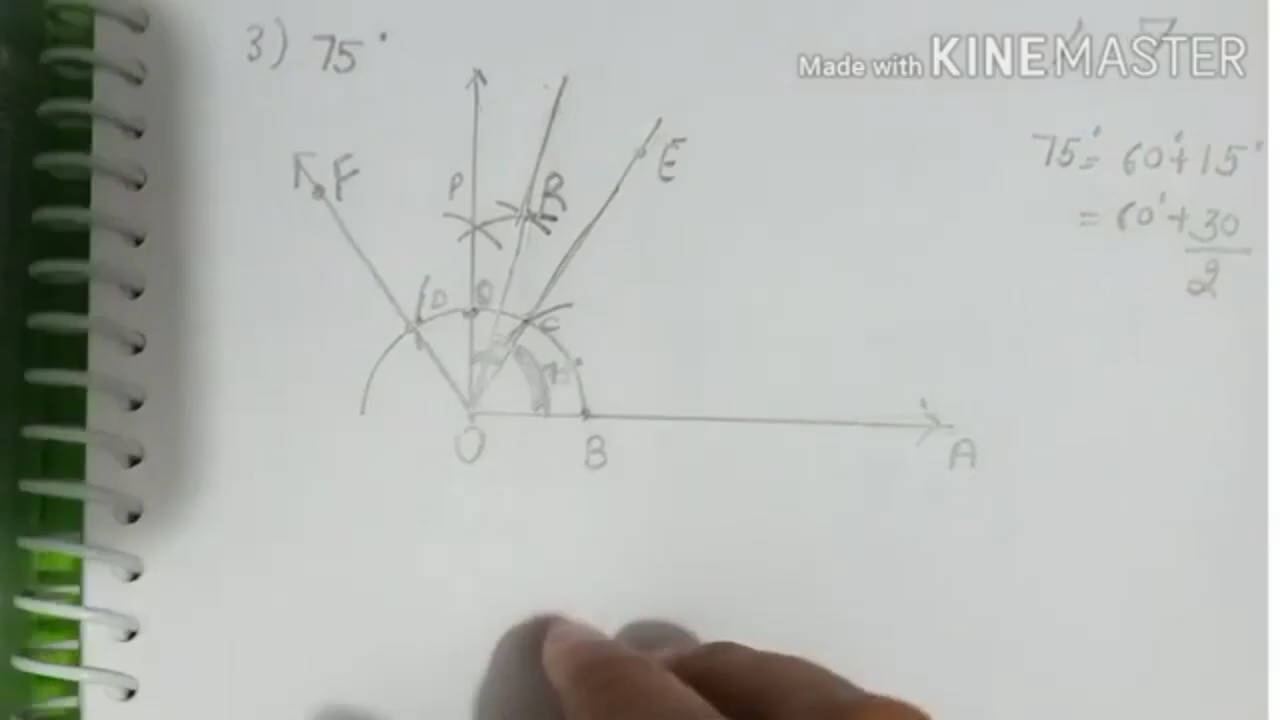 3) 75°
Made with KINEMASTER
75° = 60° + 15°
= 60° + 30
2
F
P
R
E
D
Q
C
O
B
A